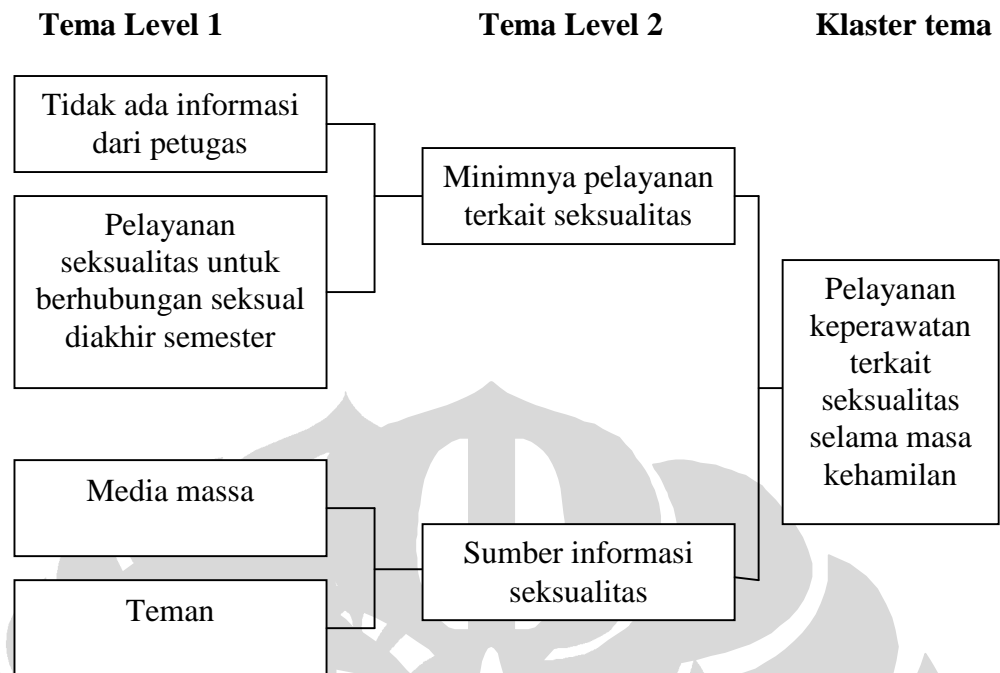 Tema Level 1
Tema Level 2
Klaster tema
Tidak ada informasi
dari petugas
Pelayanan
seksualitas untuk
berhubungan seksual
diakhir semester
Minimnya pelayanan
terkait seksualitas
Pelayanan
keperawatan
terkait
seksualitas
selama masa
kehamilan
Media massa
Teman
Sumber informasi
seksualitas